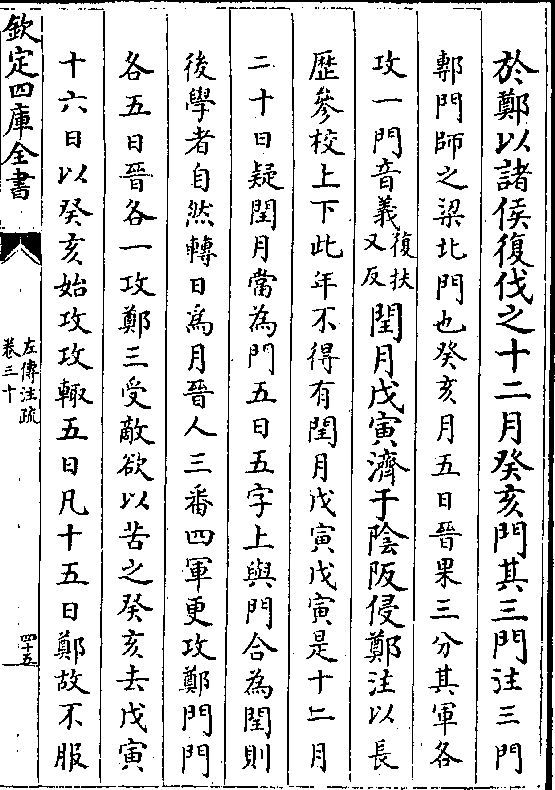 於鄭以諸侯復伐之十二月癸亥門其三門注三門
鄟門師之梁北門也癸亥月五日晉果三分其軍各
攻一門音義復扶又反閏月戊寅濟于陰阪侵鄭注以長
歴參校上下此年不得有閏月戊寅戊寅是十二月
二十日疑閏月當為門五日五字上與門合為閏則
後學者自然轉日為月晉人三番四軍更攻鄭門門
各五日晉各一攻鄭三受敵欲以苦之癸亥去戊寅
十六日以癸亥始攻攻輙五日凡十五日鄭故不服
欽定四庫全書
左傳注疏
卷三十
四十五